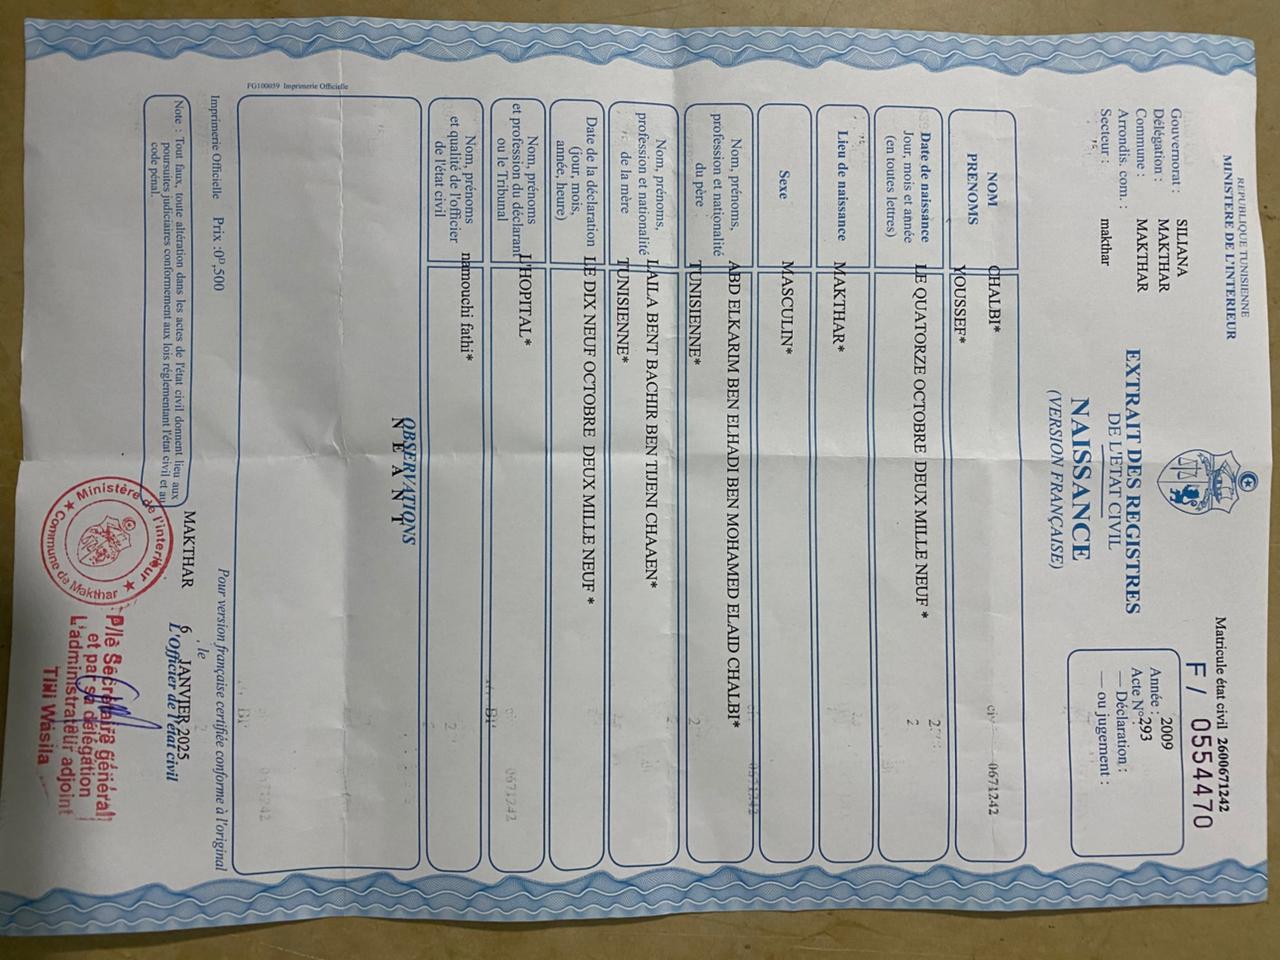 REPUBLIQUE TUNISIENNE
MINISTERE DE L'INTERIEUR
Gouvernorat : SILIANA
Délégation : MAKTHAR
Commune : MAKTHAR
Arrondis. com. :
Secteur : makthar
EXTRAIT DES REGISTRES
DE L'ETAT CIVIL
NAISSANCE
(VERSION FRANÇAISE)
Matricule état civil 2600671242
F / 0554470
Année : 2009
Acte N° 293
— Déclaration :
— ou jugement :
NOM CHALBI*
PRENOMS YOUSSEF*
0671242
Date de naissance
Jour, mois et année
(en toutes lettres)
LE QUATORZE OCTOBRE DEUX MILLE NEUF *
Lieu de naissance MAKTHAR*
Sexe MASCULIN*
Nom, prénoms,
profession et nationalité
du père
ABD ELKARIM BEN ELHADI BEN MOHAMED ELAID CHALBI*
TUNISIENNE*
Nom, prénoms,
profession et nationalité
de la mère
LAILA BENT BACHIR BEN TIJENI CHAAEN*
TUNISIENNE*
Date de la déclaration
(jour, mois,
année, heure)
LE DIX NEUF OCTOBRE DEUX MILLE NEUF *
Nom, prénoms
et profession du déclarant
ou le Tribunal
L'HOPITAL*
0671242
Nom, prénoms
et qualité de l'officier
de l'état civil
namouchi fathi*
OBSERVATIONS
N E A N T
0671242
FG100059 Imprimerie Officielle
Imprimerie Officielle Prix :0ᴰ,500
Pour version française certifiée conforme à l'original
MAKTHAR , le 6 JANVIER 2025
L'Officier de l'état civil
Note : Tout faux, toute altération dans les actes de l'état civil donnent lieu aux
poursuites judiciaires conformément aux lois réglementant l'état civil et au
code pénal.
Ministère de l'interieur
Commune de Makthar
P/le Secrétaire général
et par sa délégation
L'administrateur adjoint
TINI Wasila